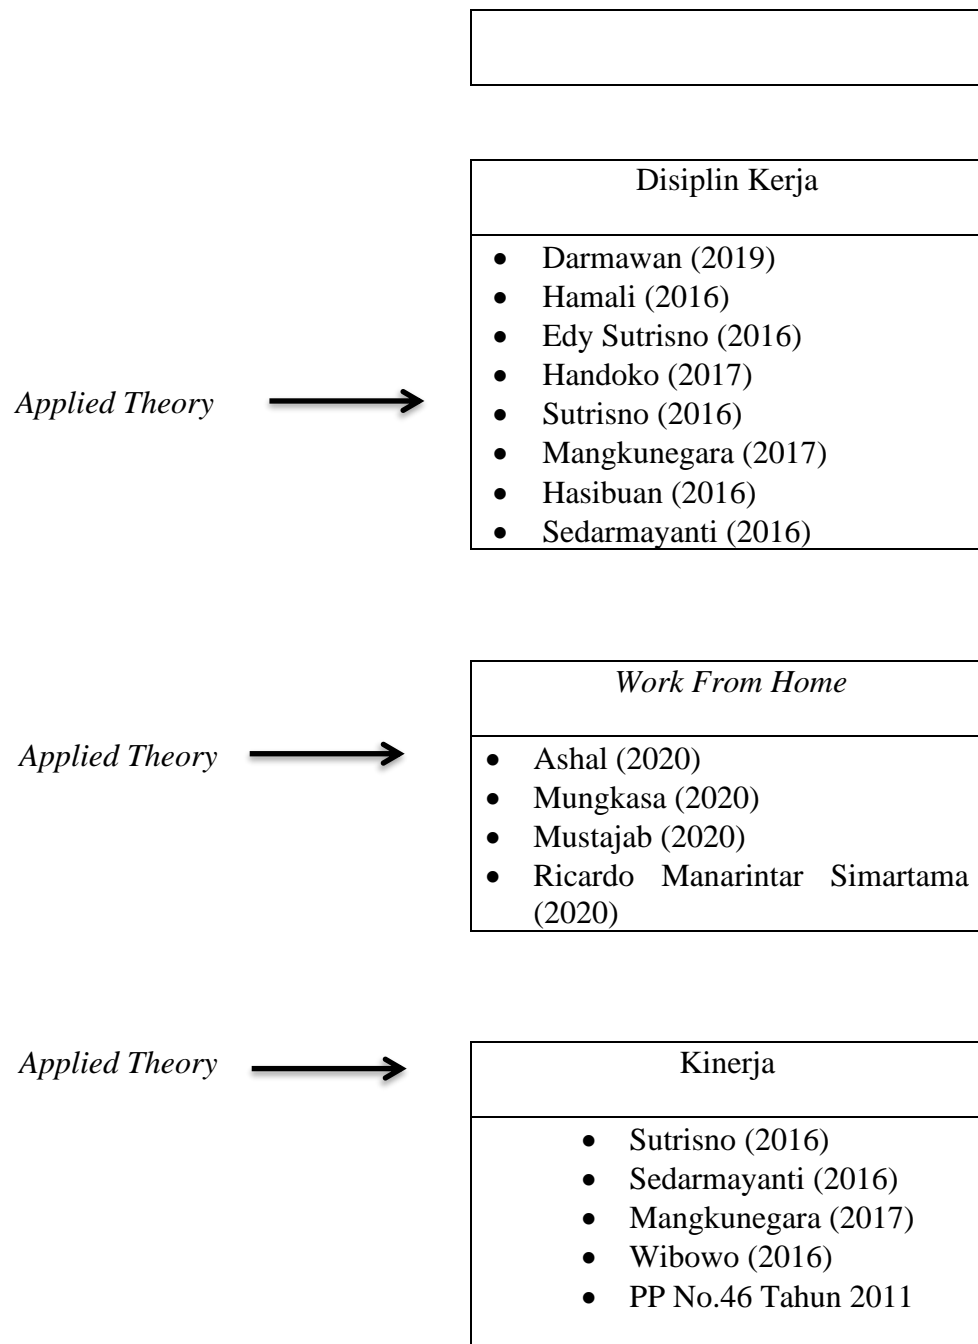 Disiplin Kerja
• Darmawan (2019)
• Hamali (2016)
• Edy Sutrisno (2016)
• Handoko (2017)
Applied Theory
• Sutrisno (2016)
• Mangkunegara (2017)
• Hasibuan (2016)
• Sedarmayanti (2016)
Work From Home
Applied Theory
• Ashal (2020)
• Mungkasa (2020)
• Mustajab (2020)
• Ricardo Manarintar Simartama
(2020)
Applied Theory
Kinerja
• Sutrisno (2016)
• Sedarmayanti (2016)
• Mangkunegara (2017)
• Wibowo (2016)
• PP No.46 Tahun 2011